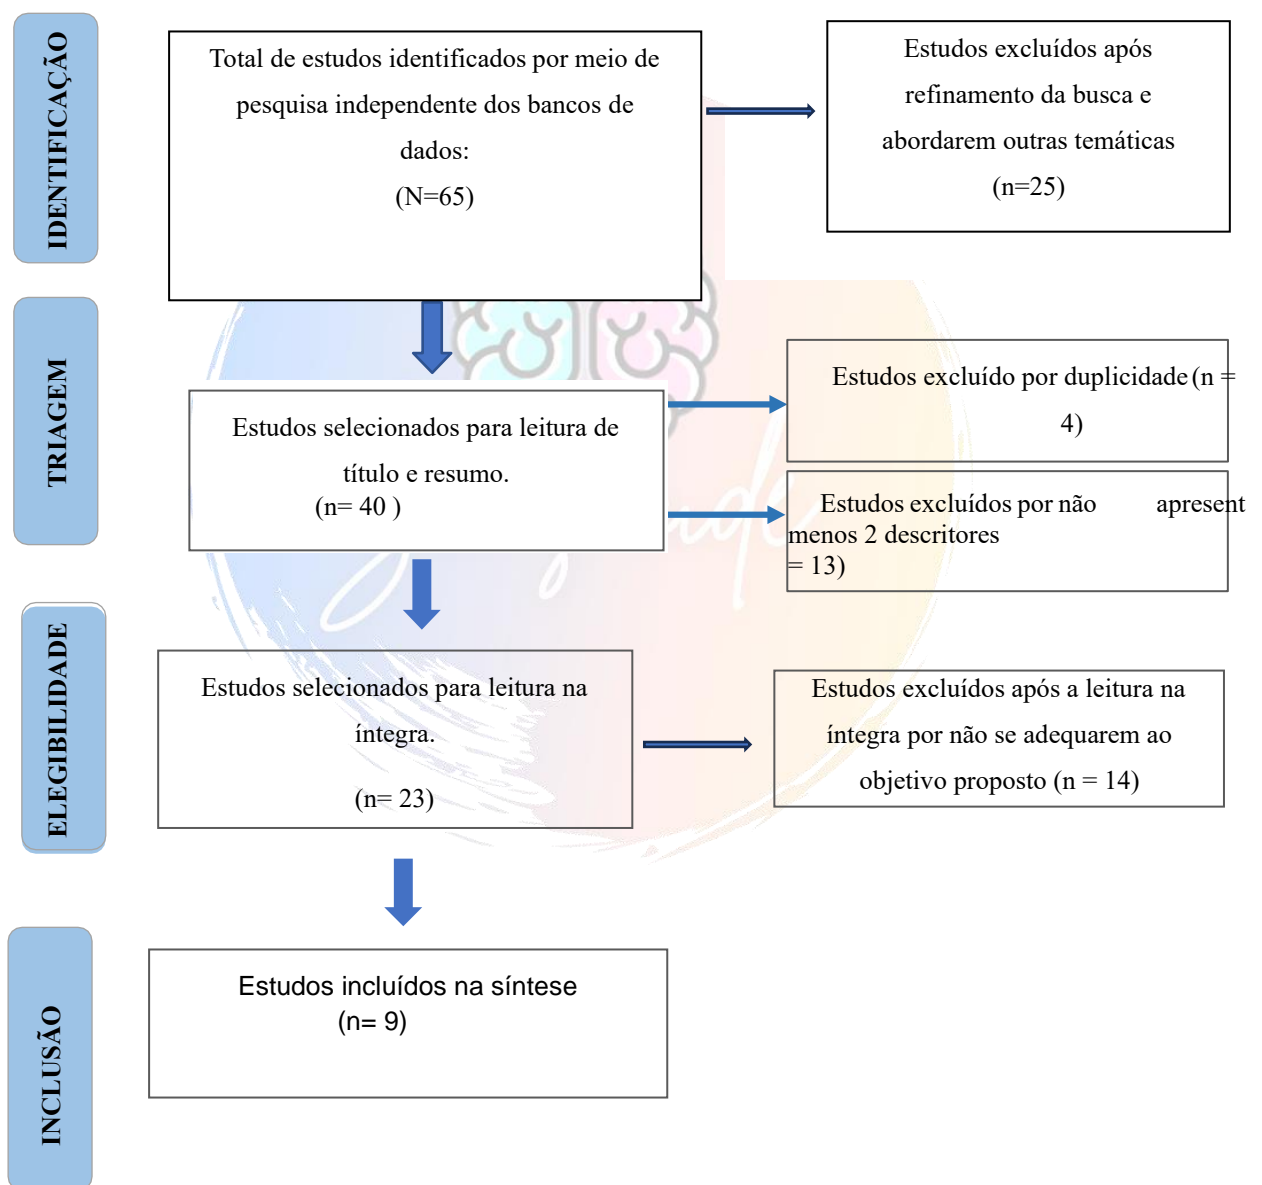 IDENTIFICAÇÃO
Total de estudos identificados por meio de
pesquisa independente dos bancos de
dados:
(N=65)
Estudos excluídos após
refinamento da busca e
abordarem outras temáticas
(n=25)
TRIAGEM
Estudos selecionados para leitura de
título e resumo.
(n= 40 )
Estudos excluído por duplicidade (n =
4)
Estudos excluídos por não apresent
menos 2 descritores
= 13)
ELEGIBILIDADE
Estudos selecionados para leitura na
íntegra.
(n= 23)
Estudos excluídos após a leitura na
íntegra por não se adequarem ao
objetivo proposto (n = 14)
INCLUSÃO
Estudos incluídos na síntese
(n= 9)